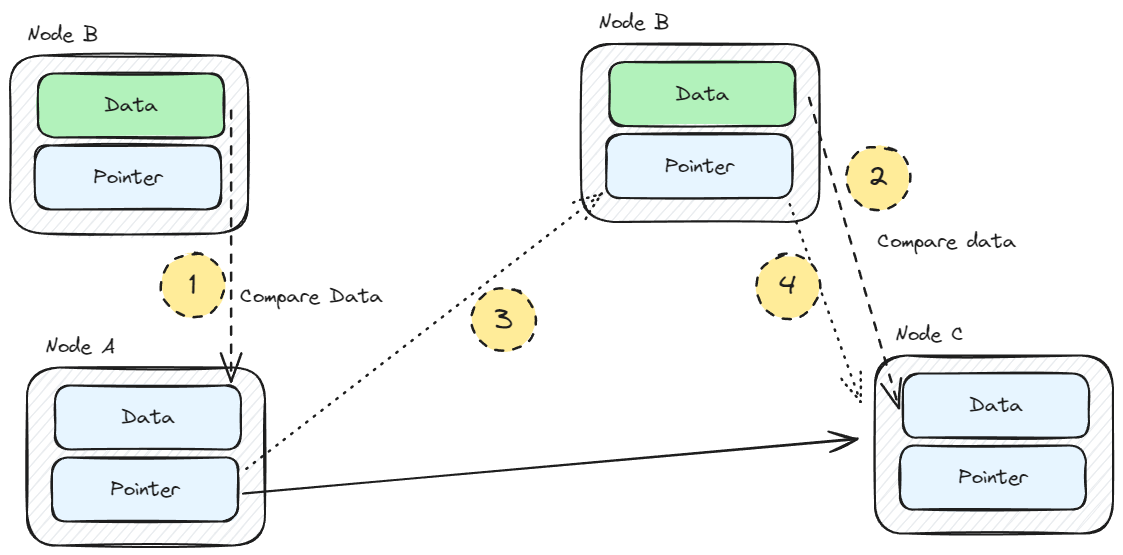 Node B
Data
Pointer
Node B
Data
Pointer
2
Compare data
1
Compare Data
4
3
Node A
Data
Pointer
Node C
Data
Pointer